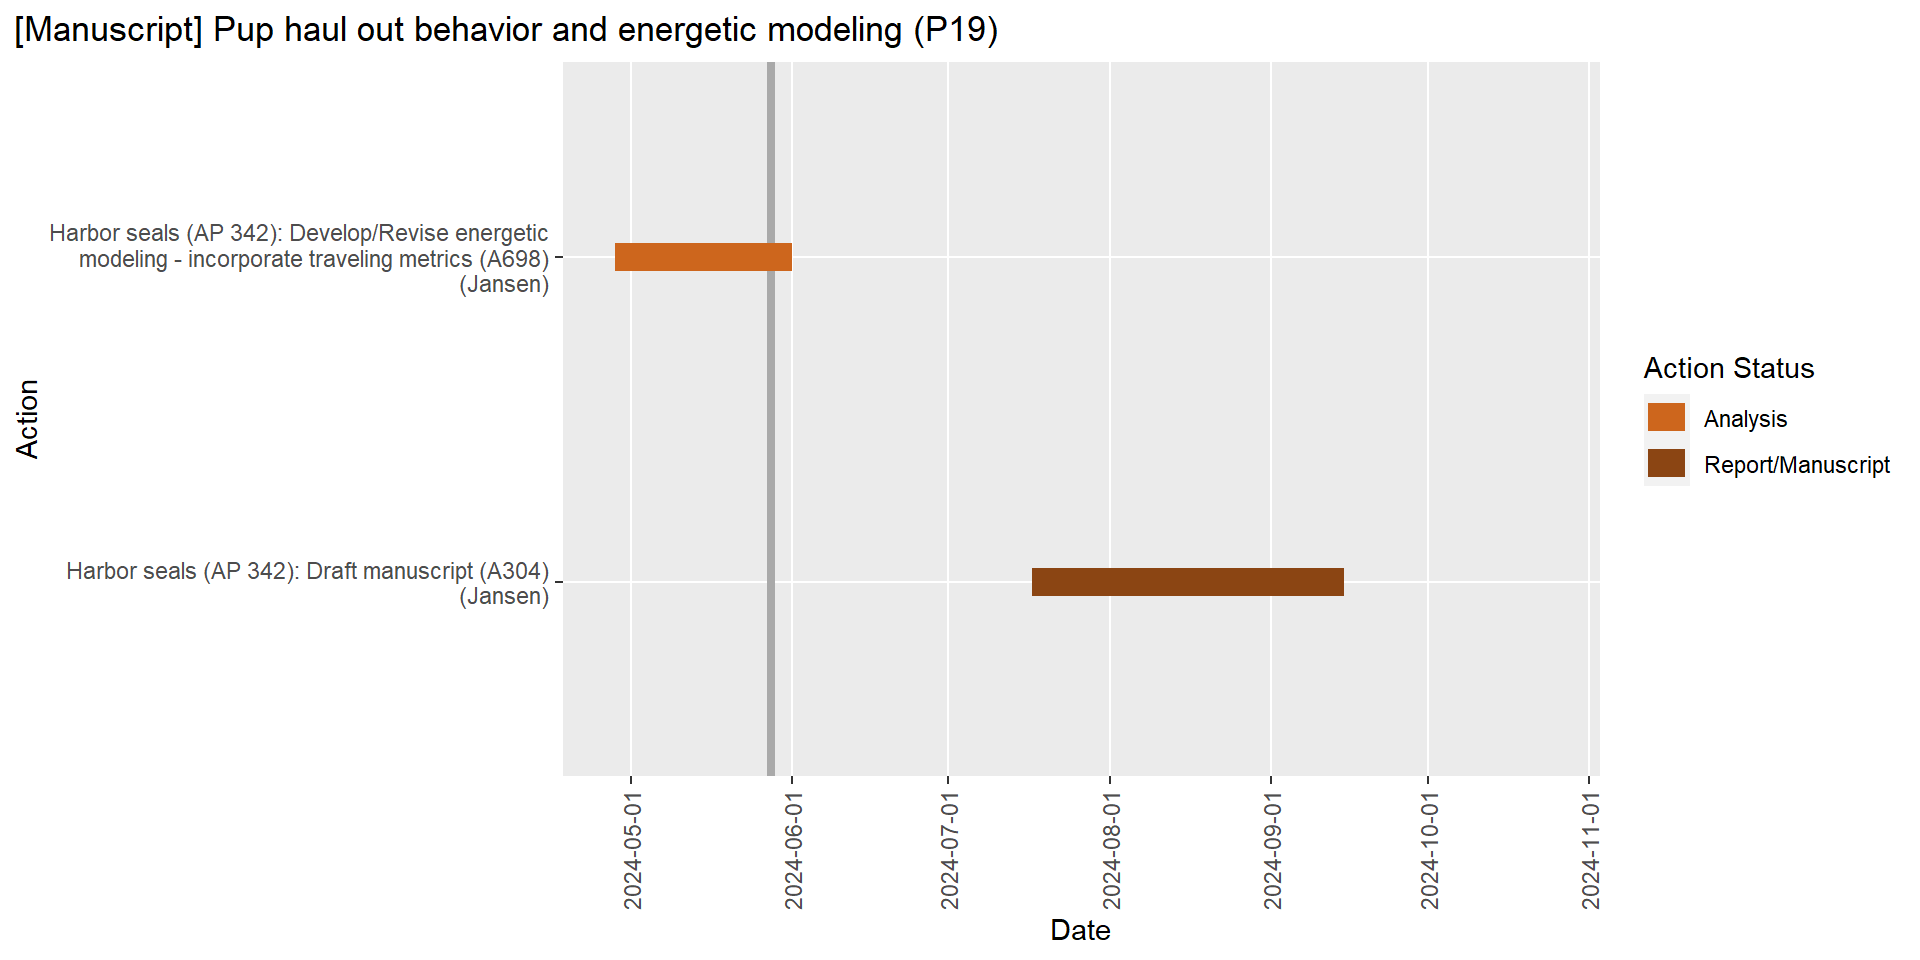 [Manuscript] Pup haul out behavior and energetic modeling (P19)
Harbor seals (AP 342): Develop/Revise energetic
modeling - incorporate traveling metrics (A698)
(Jansen)
Harbor seals (AP 342): Draft manuscript (A304)
(Jansen)
Action
2024-05-01
2024-06-01
2024-07-01
2024-08-01
2024-09-01
2024-10-01
2024-11-01
Date
Action Status
Analysis
Report/Manuscript